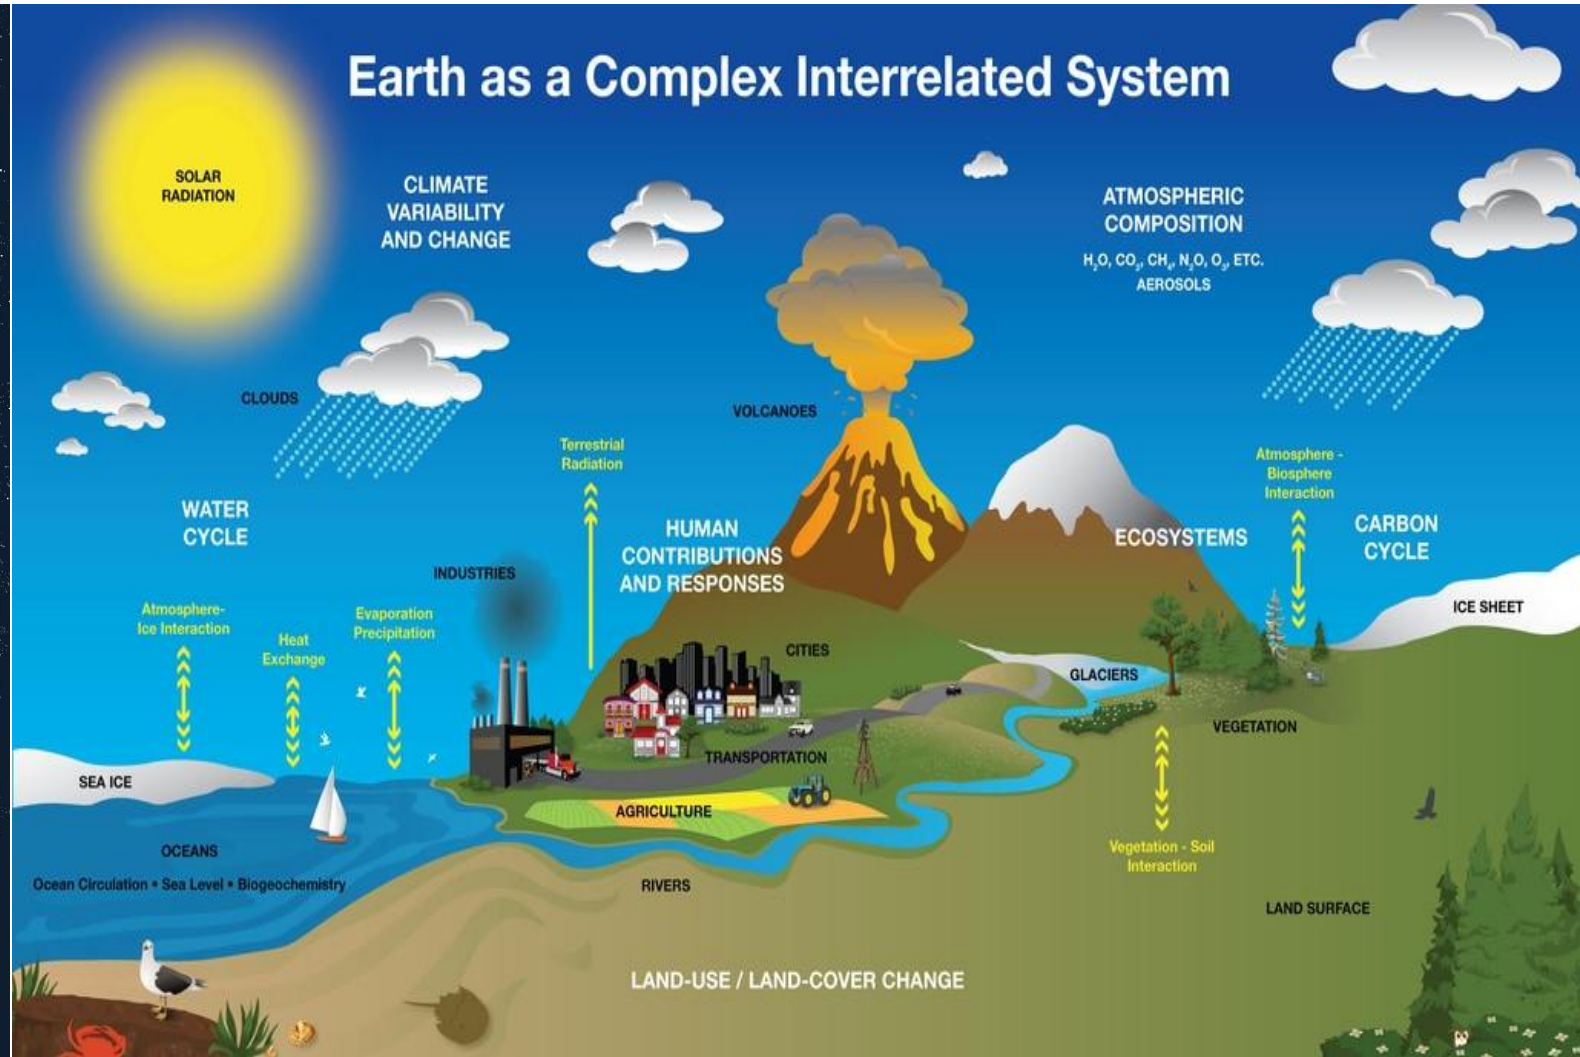 Earth as a Complex Interrelated System
SOLAR
RADIATION
CLIMATE
VARIABILITY
AND CHANGE
ATMOSPHERIC
COMPOSITION
H₂O, CO₂, CH₄, N₂O, O₃, ETC.
AEROSOLS
CLOUDS
VOLCANOES
Terrestrial
Radiation
Atmosphere -
Biosphere
Interaction
WATER
CYCLE
HUMAN
CONTRIBUTIONS
AND RESPONSES
ECOSYSTEMS
CARBON
CYCLE
INDUSTRIES
Atmosphere-
Ice Interaction
Heat
Exchange
Evaporation
Precipitation
ICE SHEET
CITIES
GLACIERS
VEGETATION
TRANSPORTATION
SEA ICE
AGRICULTURE
OCEANS
Ocean Circulation • Sea Level • Biogeochemistry
RIVERS
Vegetation - Soil
Interaction
LAND SURFACE
LAND-USE / LAND-COVER CHANGE